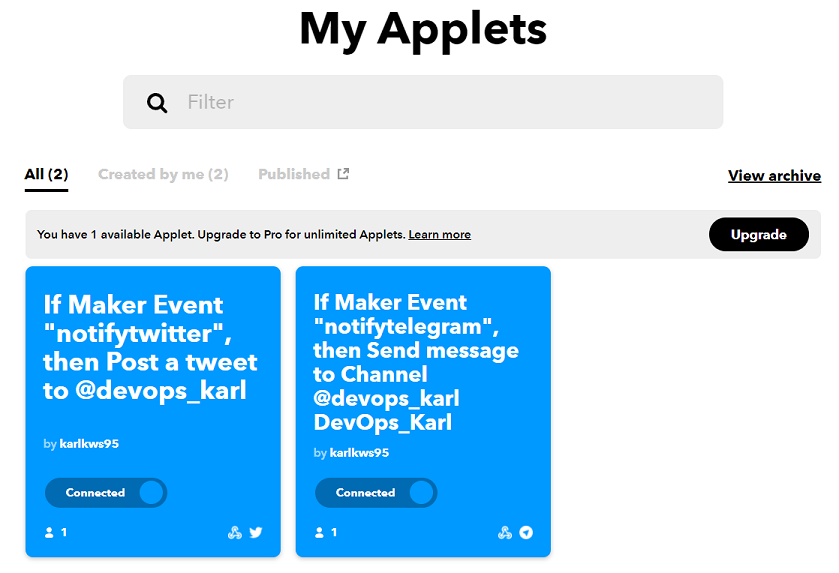 My Applets
Filter
All (2)
Created by me (2)
Published
View archive
You have 1 available Applet. Upgrade to Pro for unlimited Applets. Learn more
Upgrade
If Maker Event
"notifytwitter",
then Post a tweet
to @devops_karl
by karlkws95
Connected
1
If Maker Event
"notifytelegram",
then Send message
to Channel
@devops_karl
DevOps_Karl
by karlkws95
Connected
1